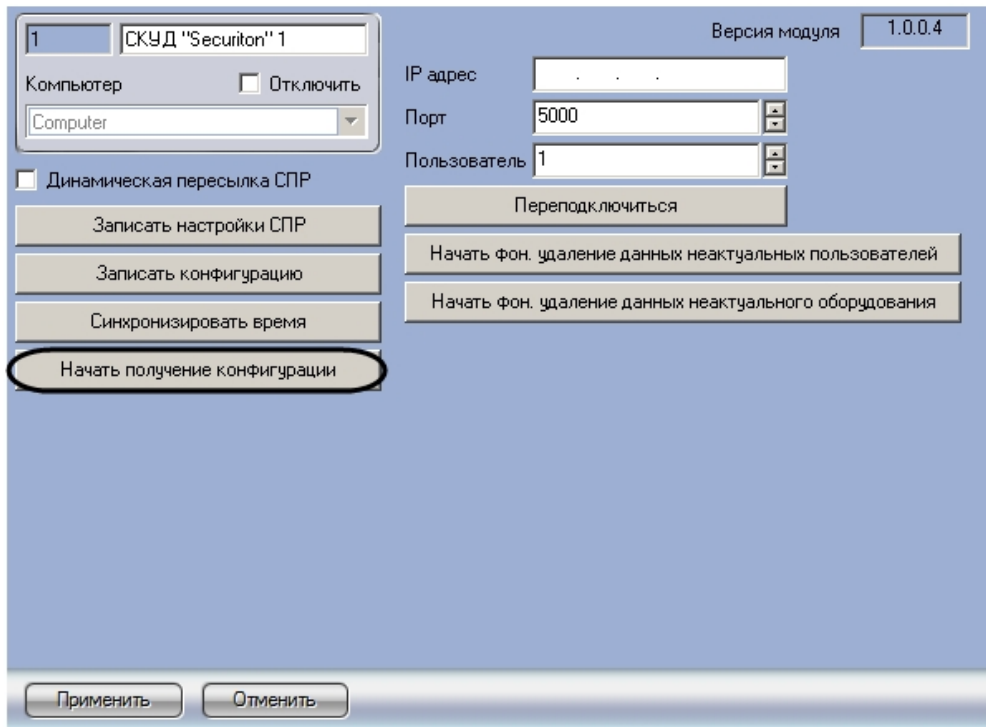 1 СКУД "Securiton" 1
Компьютер Отключить
Computer
Динамическая пересылка СПР
Записать настройки СПР
Записать конфигурацию
Синхронизировать время
Начать получение конфигурации
Версия модуля 1.0.0.4
IP адрес . . .
Порт 5000
Пользователь 1
Переподключиться
Начать фон. удаление данных неактуальных пользователей
Начать фон. удаление данных неактуального оборудования
Применить Отменить